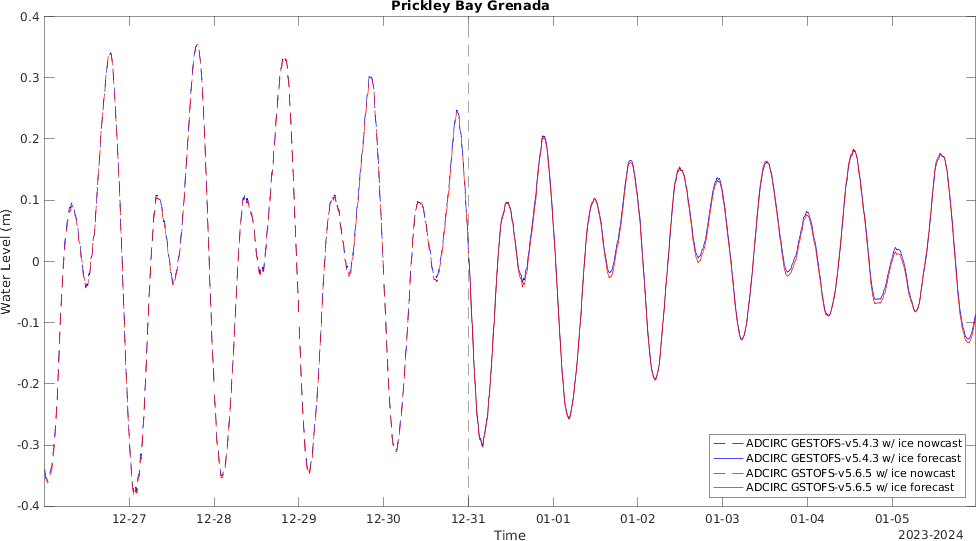 Prickley Bay Grenada
0.4
0.3
0.2
0.1
0
-0.1
-0.2
-0.3
-0.4
Water Level (m)
12-27
12-28
12-29
12-30
12-31
01-01
01-02
01-03
01-04
01-05
Time
2023-2024
ADCIRC GESTOFS-v5.4.3 w/ ice nowcast
ADCIRC GESTOFS-v5.4.3 w/ ice forecast
ADCIRC GSTOFS-v5.6.5 w/ ice nowcast
ADCIRC GSTOFS-v5.6.5 w/ ice forecast